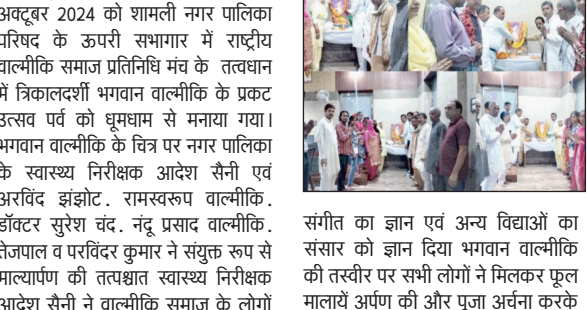 अक्टूबर 2024 को शामली नगर पालिका
परिषद के ऊपरी सभागार में राष्ट्रीय
वाल्मीकि समाज प्रतिनिधि मंच के तत्वधान
में त्रिकालदर्शी भगवान वाल्मीकि के प्रकट
उत्सव पर्व को धूमधाम से मनाया गया।
भगवान वाल्मीकि के चित्र पर नगर पालिका
के स्वास्थ्य निरीक्षक आदेश सैनी एवं
अरविंद झंझोट. रामस्वरूप वाल्मीकि.
डॉक्टर सुरेश चंद. नंदू प्रसाद वाल्मीकि.
तेजपाल व परविंदर कुमार ने संयुक्त रूप से
माल्यार्पण की तत्पश्चात स्वास्थ्य निरीक्षक
आदेश सैनी ने वाल्मीकि समाज के लोगों
संगीत का ज्ञान एवं अन्य विद्याओं का
संसार को ज्ञान दिया भगवान वाल्मीकि
की तस्वीर पर सभी लोगों ने मिलकर फूल
मालायें अर्पण की और पूजा अर्चना करके